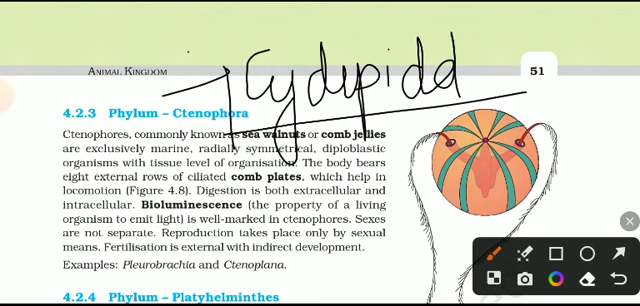 ANIMAL KINGDOM
51
Cydipidd
4.2.3 Phylum – Ctenophora
Ctenophores, commonly known as sea walnuts or comb jellies
are exclusively marine, radially symmetrical, diploblastic
organisms with tissue level of organisation. The body bears
eight external rows of ciliated comb plates, which help in
locomotion (Figure 4.8). Digestion is both extracellular and
intracellular. Bioluminescence (the property of a living
organism to emit light) is well-marked in ctenophores. Sexes
are not separate. Reproduction takes place only by sexual
means. Fertilisation is external with indirect development.
Examples: Pleurobrachia and Ctenoplana.
4.2.4 Phylum – Platyhelminthes